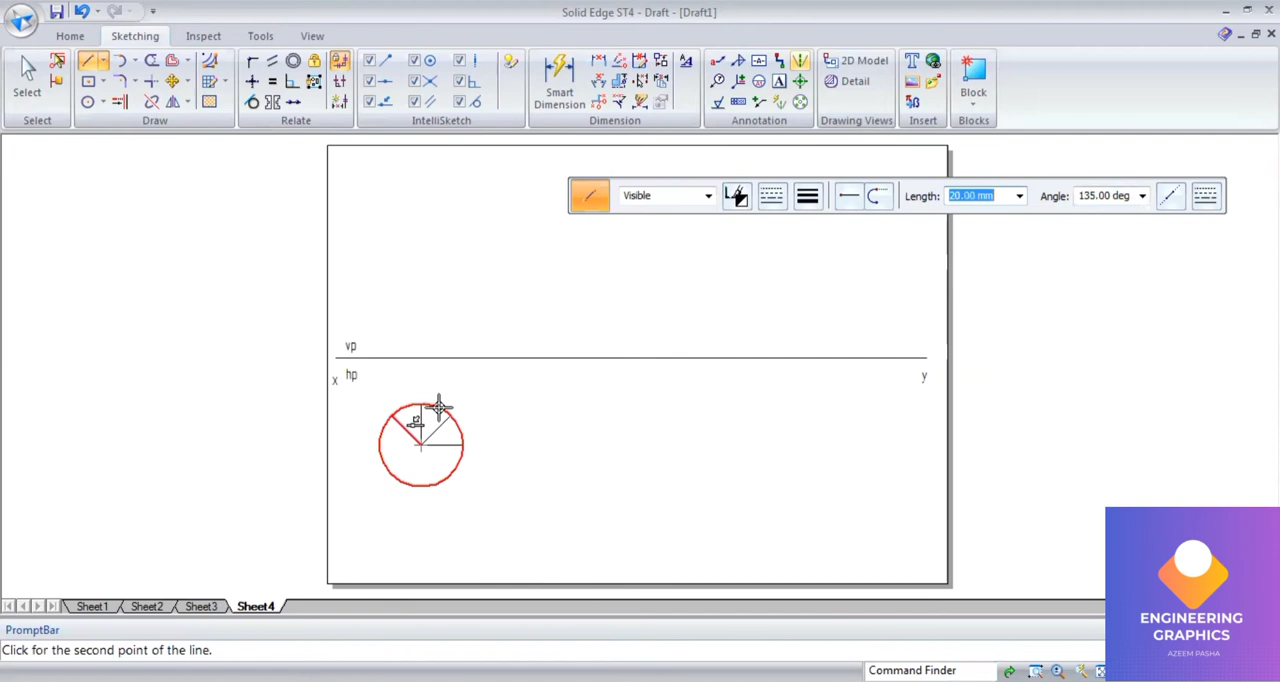 Solid Edge ST4 - Draft - [Draft1]
Home Sketching Inspect Tools View
Select
Smart Dimension
A
2D Model
Detail
Block
Select Draw Relate IntelliSketch Dimension Annotation Drawing Views Insert Blocks
Visible Length: 20.00 mm Angle: 135.00 deg
vp
x hp y
Sheet1 Sheet2 Sheet3 Sheet4
PromptBar
Click for the second point of the line.
Command Finder
ENGINEERING
GRAPHICS
AZEEM PASHA